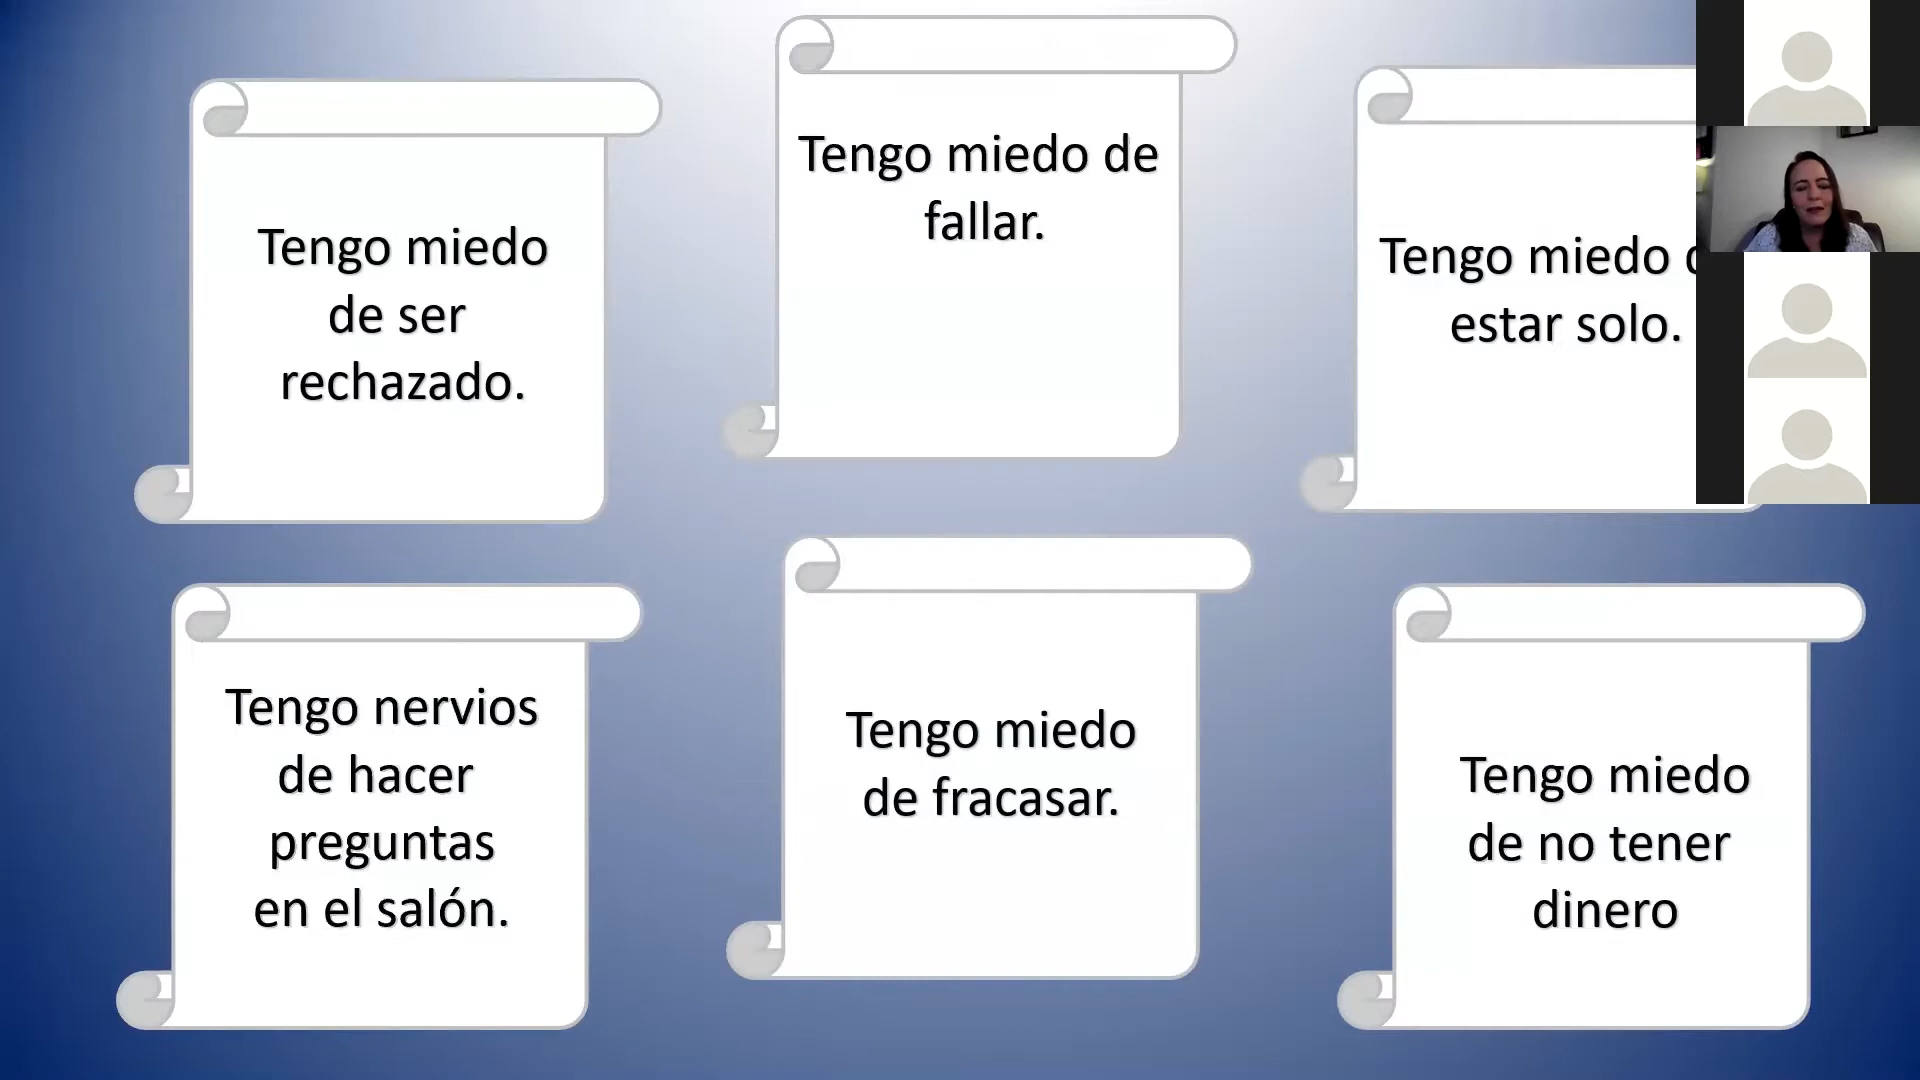 Tengo miedo
de ser
rechazado.
Tengo miedo de
fallar.
Tengo miedo
estar solo.
Tengo nervios
de hacer
preguntas
en el salón.
Tengo miedo
de fracasar.
Tengo miedo
de no tener
dinero